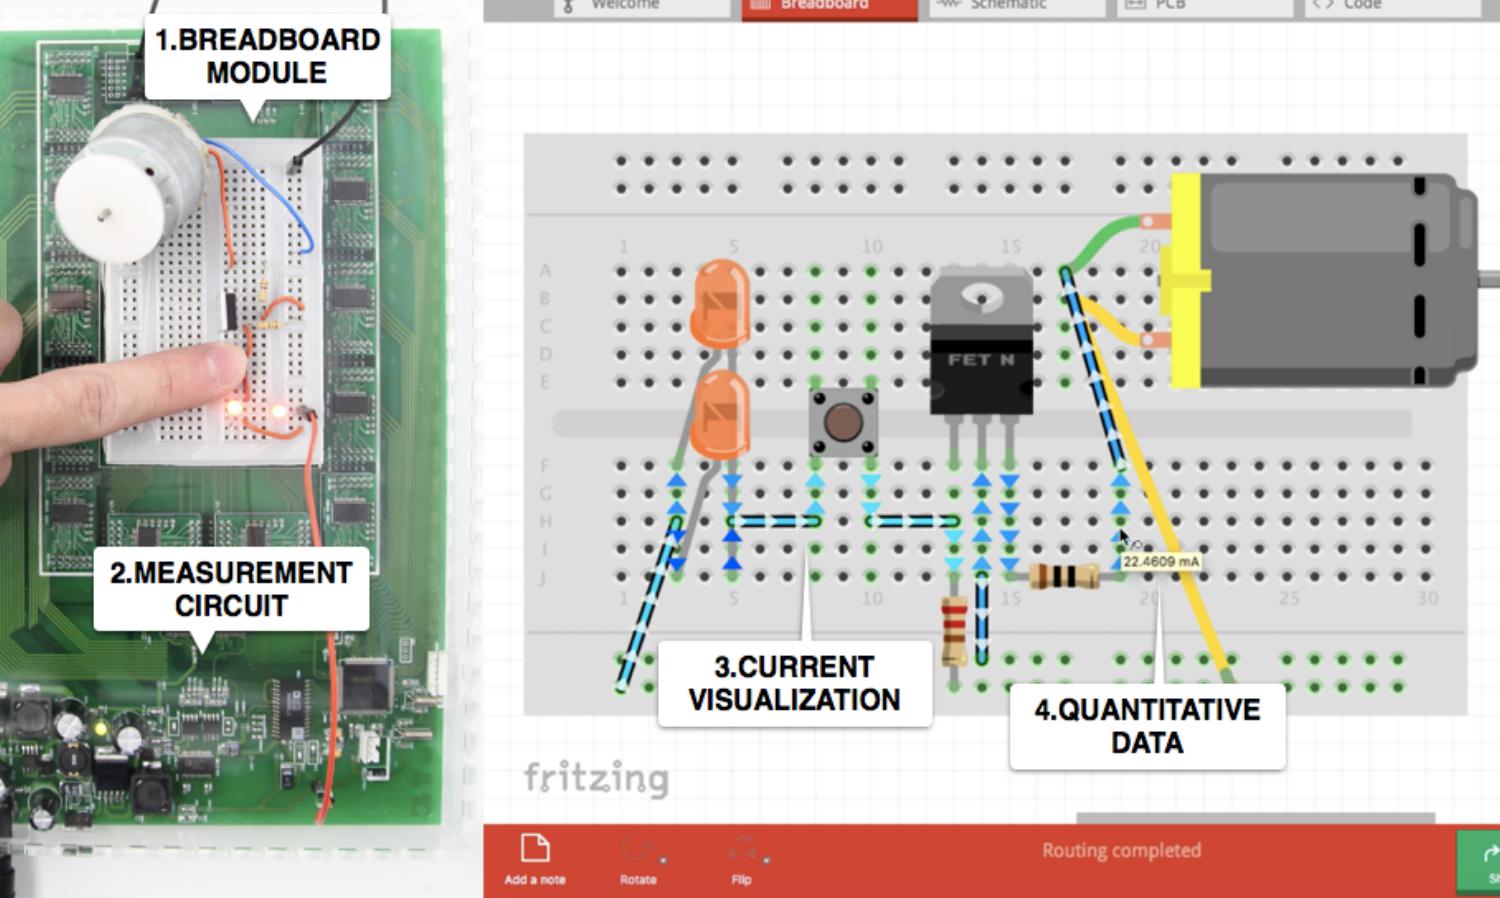 1.BREADBOARD
MODULE
2.MEASUREMENT
CIRCUIT
Welcome
Breadboard
Schematic
PCB
Code
1 5 10 15 20
A
B
C
D
E
FET N
F
G
H
I
J
22.4609 mA
1 5 10 15 20 25 30
3.CURRENT
VISUALIZATION
4.QUANTITATIVE
DATA
fritzing
Routing completed
Add a note
Rotate
Flip